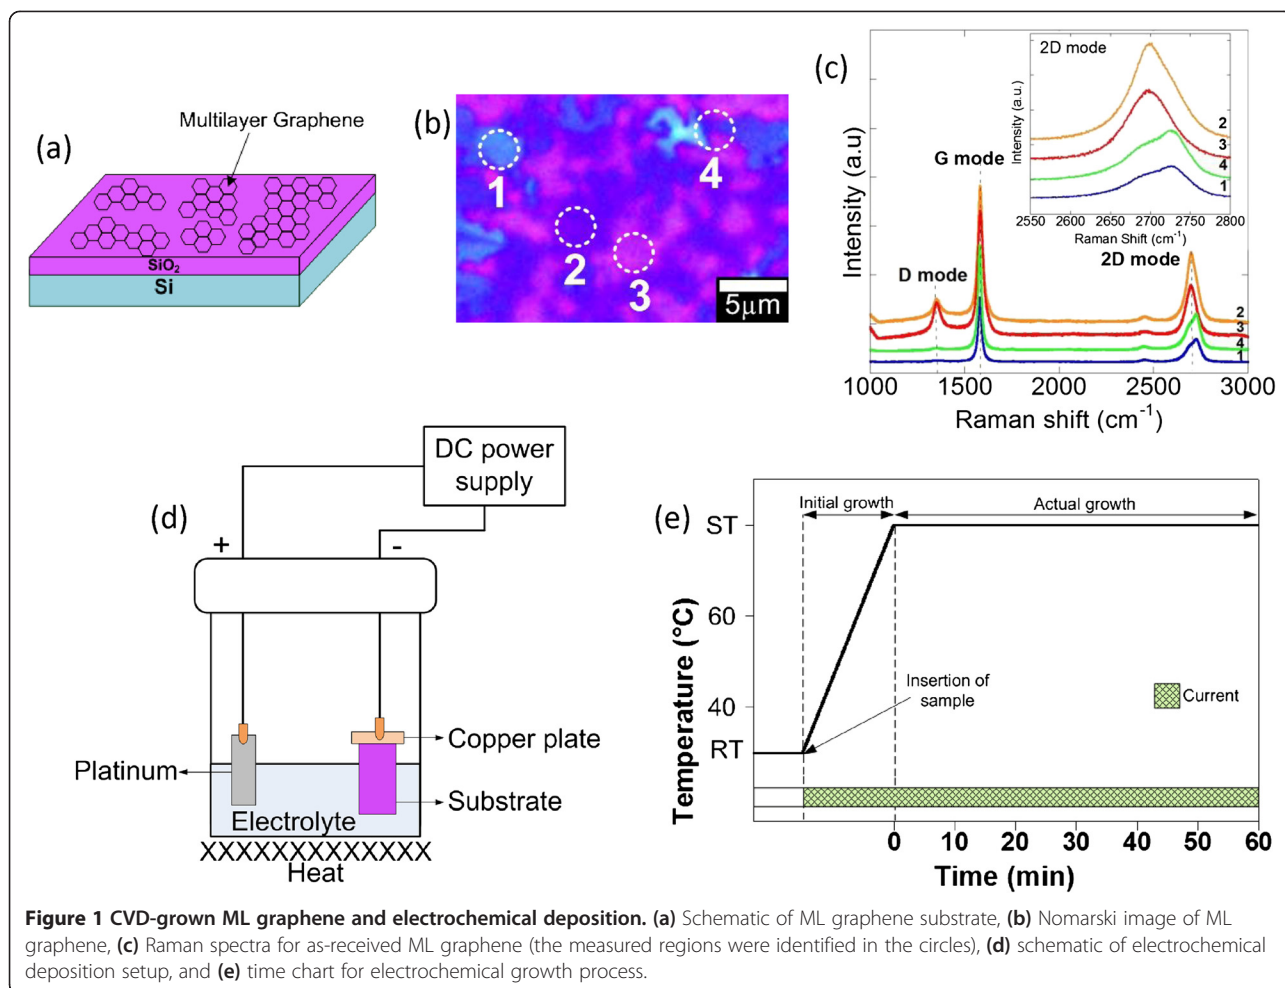 (a)
Multilayer Graphene
SiO₂
Si
(b)
1
2
3
4
5μm
(c)
Intensity (a.u)
D mode
G mode
2D mode
2
3
4
1
1000 1500 2000 2500 3000
Raman shift (cm⁻¹)
2D mode
Intensity (a.u.)
2
3
4
1
2550 2600 2650 2700 2750 2800
Raman Shift (cm⁻¹)
(d)
DC power
supply
+
-
Copper plate
Platinum
Substrate
Electrolyte
XXXXXXXXXXXXX
Heat
(e)
Initial growth
Actual growth
Temperature (°C)
ST
60
40
RT
Insertion of
sample
Current
0 10 20 30 40 50 60
Time (min)
Figure 1 CVD-grown ML graphene and electrochemical deposition. (a) Schematic of ML graphene substrate, (b) Nomarski image of ML
graphene, (c) Raman spectra for as-received ML graphene (the measured regions were identified in the circles), (d) schematic of electrochemical
deposition setup, and (e) time chart for electrochemical growth process.